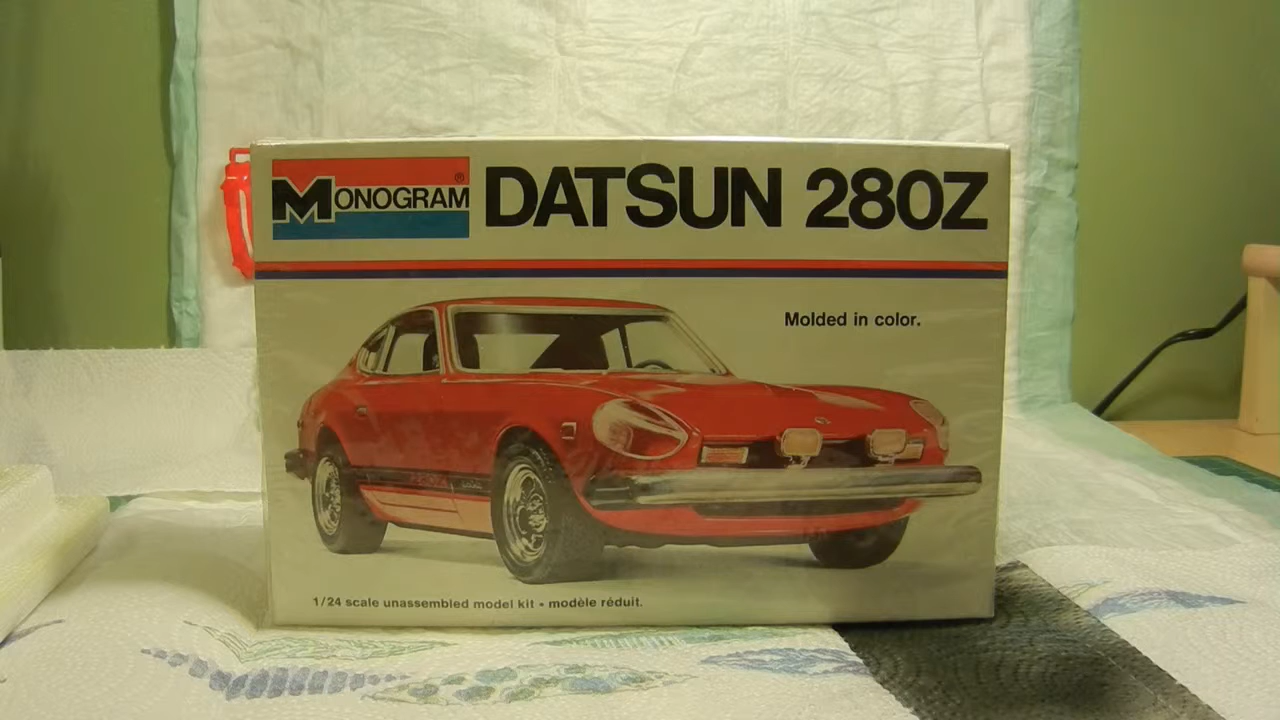 MONOGRAM®
DATSUN 280Z
Molded in color.
1/24 scale unassembled model kit • modèle réduit.